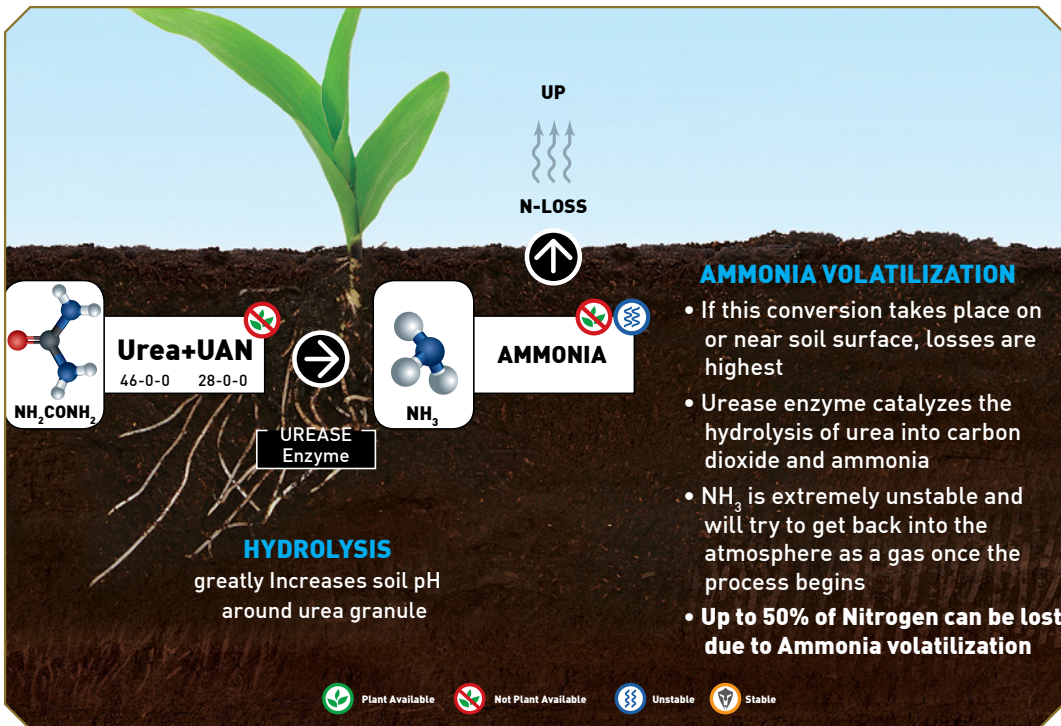 UP
N-LOSS
AMMONIA VOLATILIZATION
• If this conversion takes place on
or near soil surface, losses are
highest
• Urease enzyme catalyzes the
hydrolysis of urea into carbon
dioxide and ammonia
• NH₃ is extremely unstable and
will try to get back into the
atmosphere as a gas once the
process begins
• Up to 50% of Nitrogen can be lost
due to Ammonia volatilization
Urea+UAN
46-0-0 28-0-0
NH₂CONH₂
UREASE
Enzyme
AMMONIA
NH₃
HYDROLYSIS
greatly Increases soil pH
around urea granule
Plant Available Not Plant Available Unstable Stable